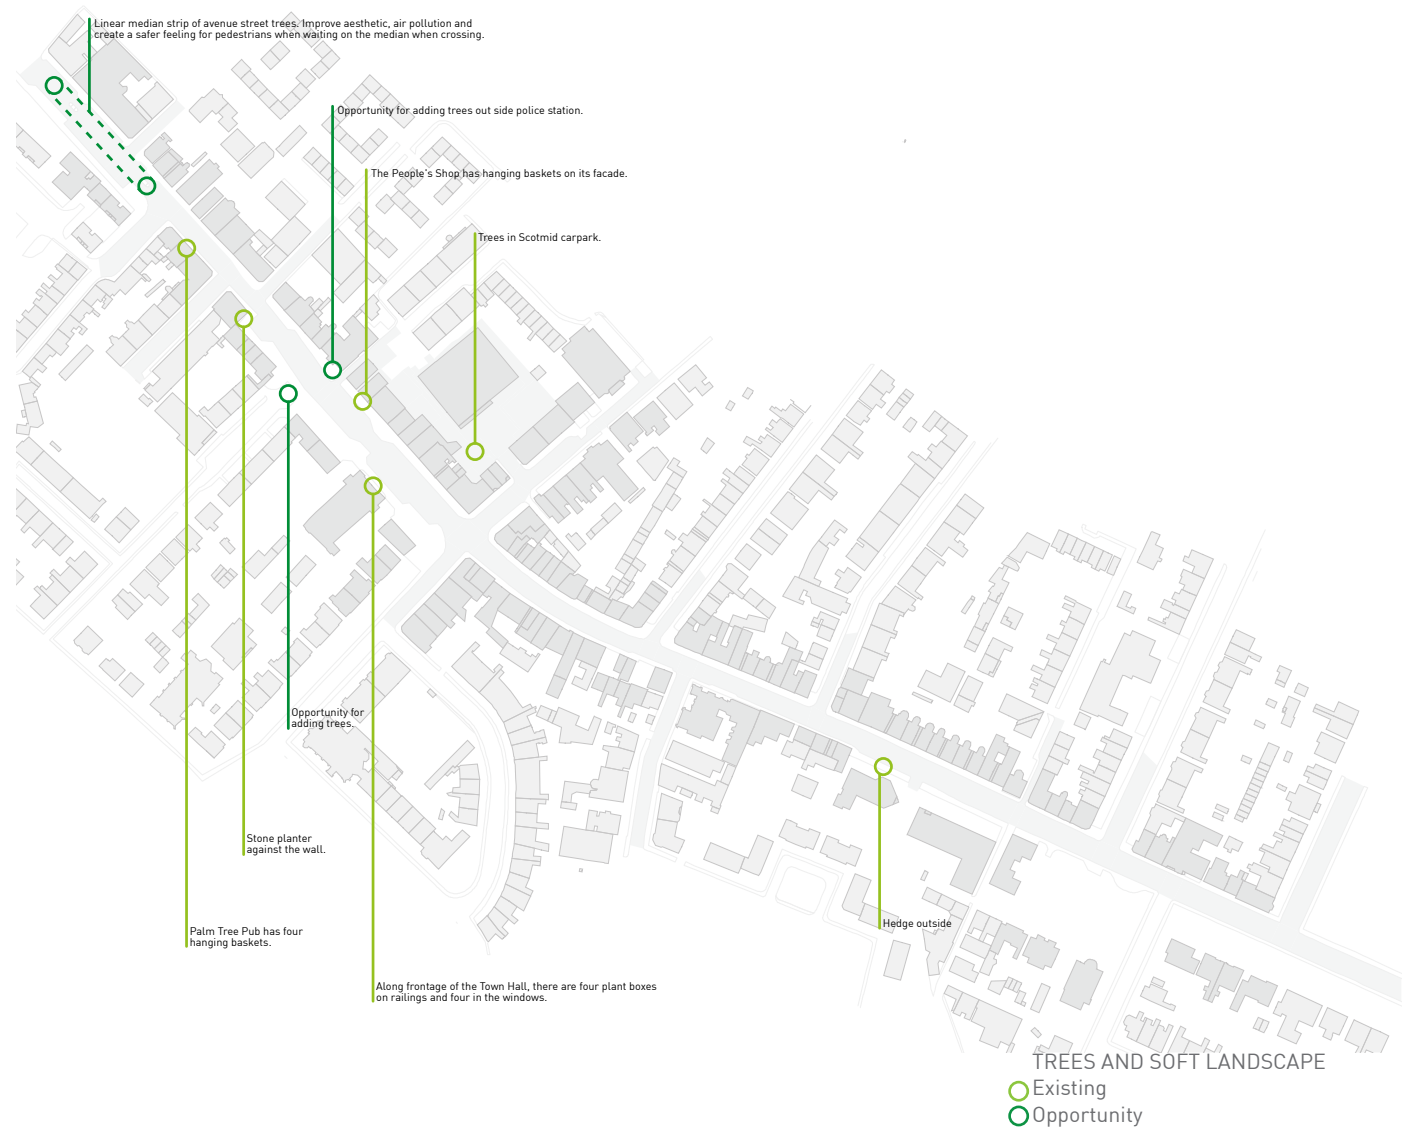 Linear median strip of avenue street trees. Improve aesthetic, air pollution and
create a safer feeling for pedestrians when waiting on the median when crossing.
Opportunity for adding trees out side police station.
The People's Shop has hanging baskets on its facade.
Trees in Scotmid carpark.
Opportunity for
adding trees.
Stone planter
against the wall.
Palm Tree Pub has four
hanging baskets.
Along frontage of the Town Hall, there are four plant boxes
on railings and four in the windows.
Hedge outside
TREES AND SOFT LANDSCAPE
Existing
Opportunity